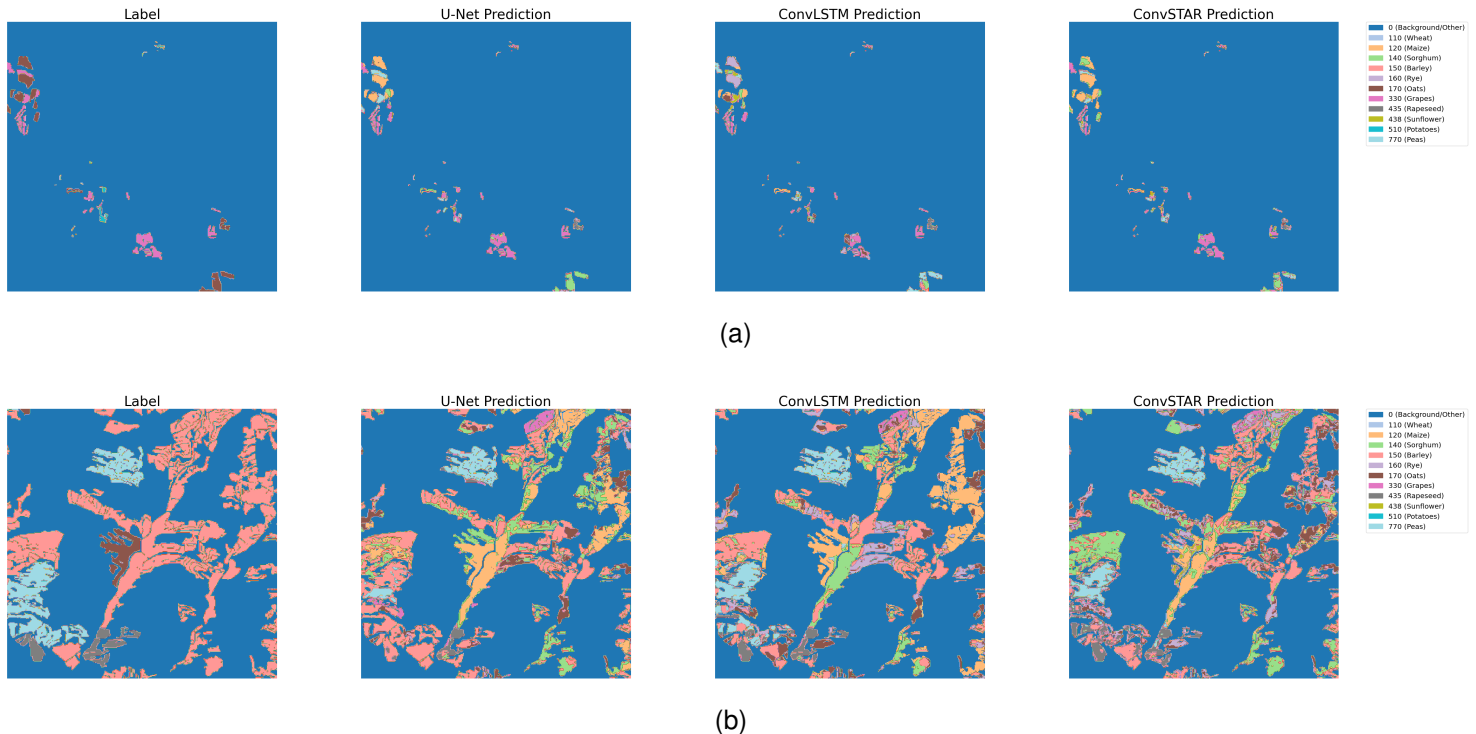 Label
U-Net Prediction
ConvLSTM Prediction
ConvSTAR Prediction
0 (Background/Other)
110 (Wheat)
120 (Maize)
140 (Sorghum)
150 (Barley)
160 (Rye)
170 (Oats)
330 (Grapes)
435 (Rapeseed)
438 (Sunflower)
510 (Potatoes)
770 (Peas)
(a)
Label
U-Net Prediction
ConvLSTM Prediction
ConvSTAR Prediction
0 (Background/Other)
110 (Wheat)
120 (Maize)
140 (Sorghum)
150 (Barley)
160 (Rye)
170 (Oats)
330 (Grapes)
435 (Rapeseed)
438 (Sunflower)
510 (Potatoes)
770 (Peas)
(b)